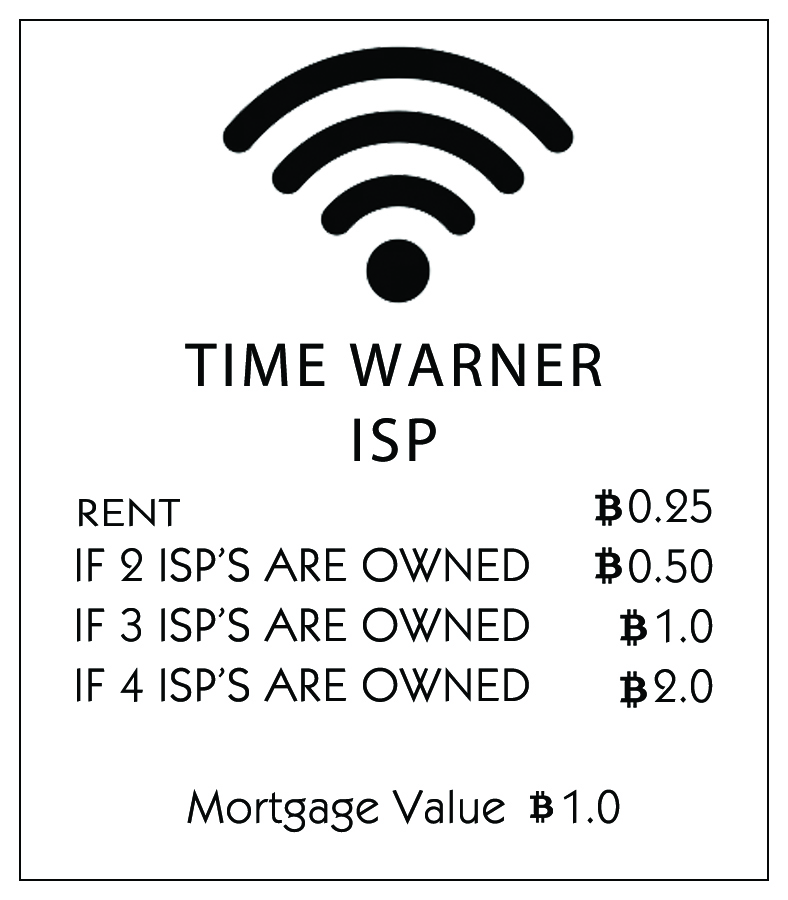 TIME WARNER
ISP
RENT ₿0.25
IF 2 ISP’S ARE OWNED ₿0.50
IF 3 ISP’S ARE OWNED ₿1.0
IF 4 ISP’S ARE OWNED ₿2.0
Mortgage Value ₿1.0